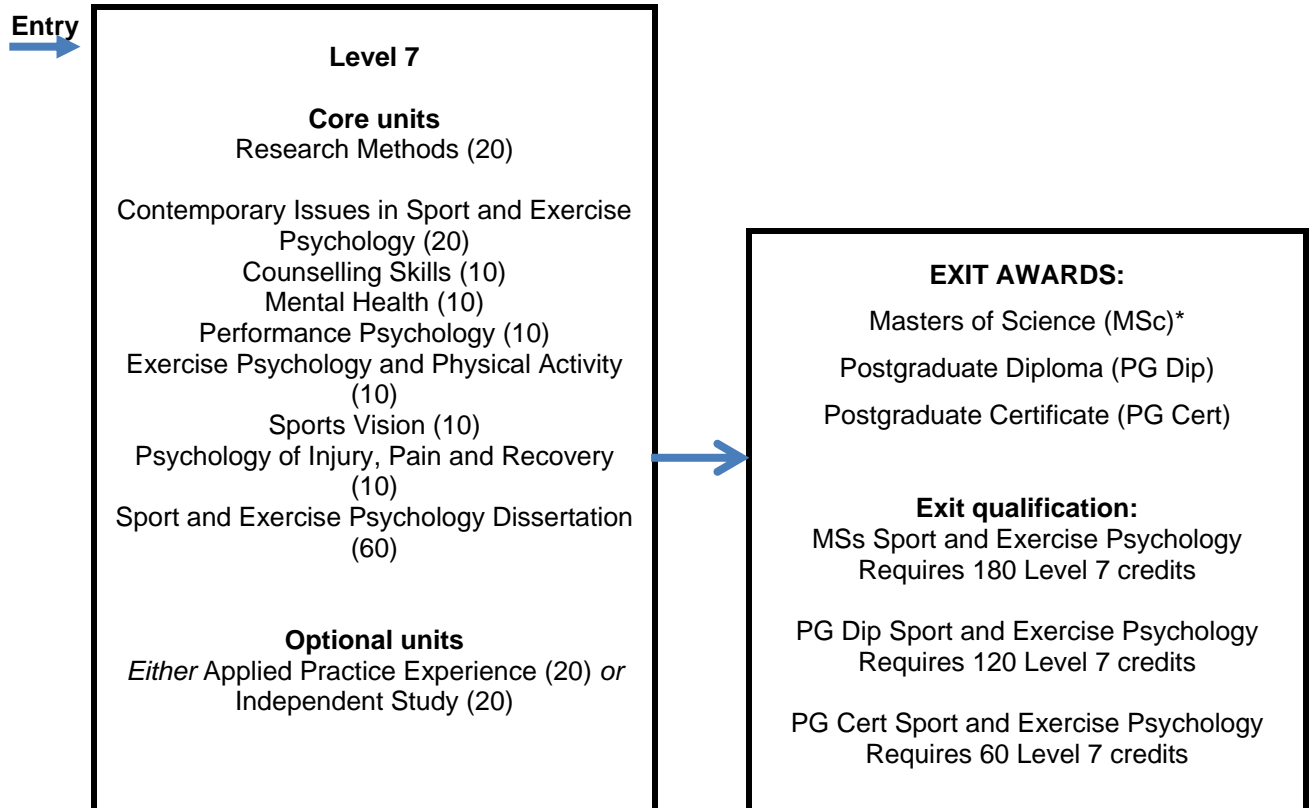 Entry
Level 7
Core units
Research Methods (20)
Contemporary Issues in Sport and Exercise
Psychology (20)
Counselling Skills (10)
Mental Health (10)
Performance Psychology (10)
Exercise Psychology and Physical Activity
(10)
Sports Vision (10)
Psychology of Injury, Pain and Recovery
(10)
Sport and Exercise Psychology Dissertation
(60)
Optional units
Either Applied Practice Experience (20) or
Independent Study (20)
EXIT AWARDS:
Masters of Science (MSc)*
Postgraduate Diploma (PG Dip)
Postgraduate Certificate (PG Cert)
Exit qualification:
MSs Sport and Exercise Psychology
Requires 180 Level 7 credits
PG Dip Sport and Exercise Psychology
Requires 120 Level 7 credits
PG Cert Sport and Exercise Psychology
Requires 60 Level 7 credits